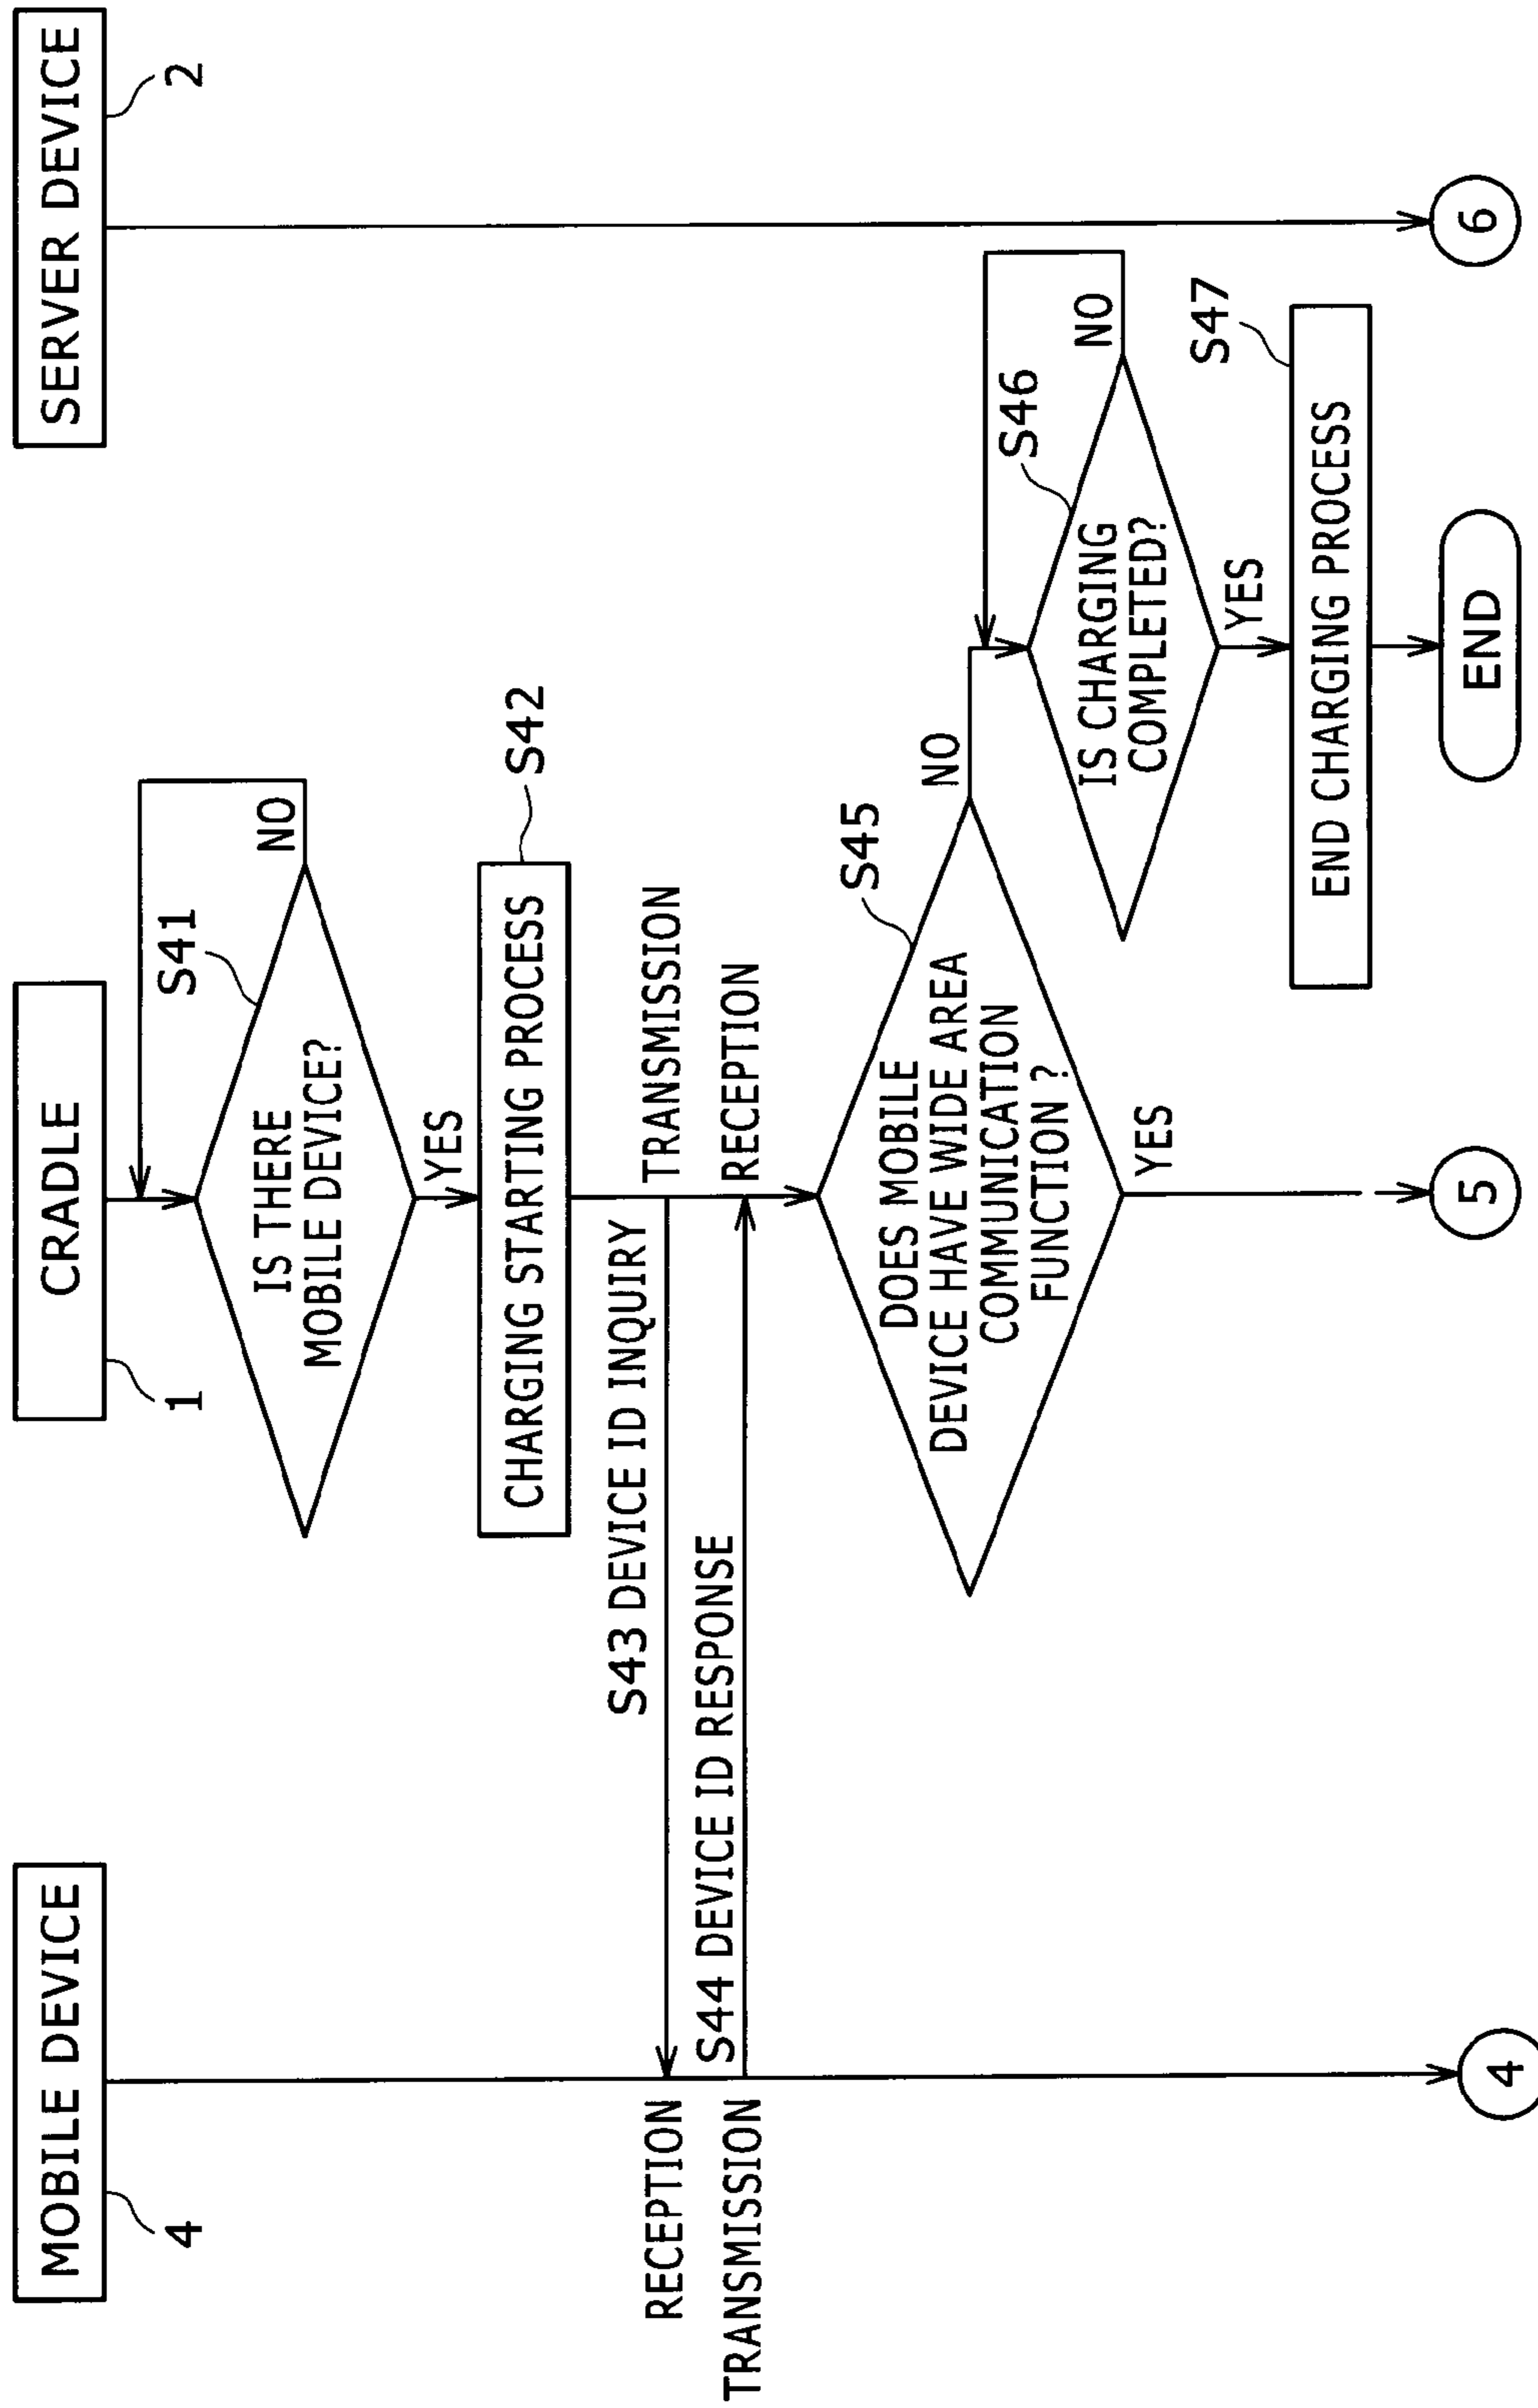 MOBILE DEVICE
4
CRADLE
1
SERVER DEVICE
2
S41
IS THERE
MOBILE DEVICE?
NO
YES
CHARGING STARTING PROCESS
S42
S43 DEVICE ID INQUIRY
TRANSMISSION
RECEPTION
S44 DEVICE ID RESPONSE
RECEPTION
TRANSMISSION
S45
DOES MOBILE
DEVICE HAVE WIDE AREA
COMMUNICATION
FUNCTION ?
NO
YES
S46
IS CHARGING
COMPLETED?
NO
YES
S47
END CHARGING PROCESS
END
4
5
6